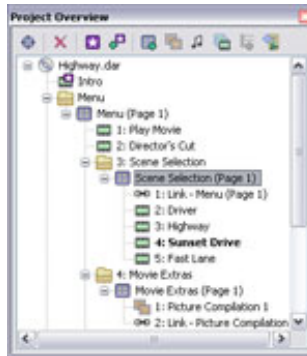 Project Overview
Highway.dar
Intro
Menu
Menu (Page 1)
1: Play Movie
2: Director's Cut
3: Scene Selection
Scene Selection (Page 1)
1: Link - Menu (Page 1)
2: Driver
3: Highway
4: Sunset Drive
5: Fast Lane
4: Movie Extras
Movie Extras (Page 1)
1: Picture Compilation 1
2: Link - Picture Compilation